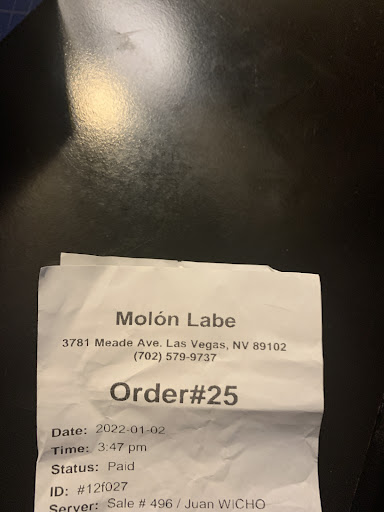 Molón Labe
3781 Meade Ave. Las Vegas, NV 89102
(702) 579-9737
Order#25
Date: 2022-01-02
Time: 3:47 pm
Status: Paid
ID: #12f027
Server: Sale # 496 / Juan WICHO